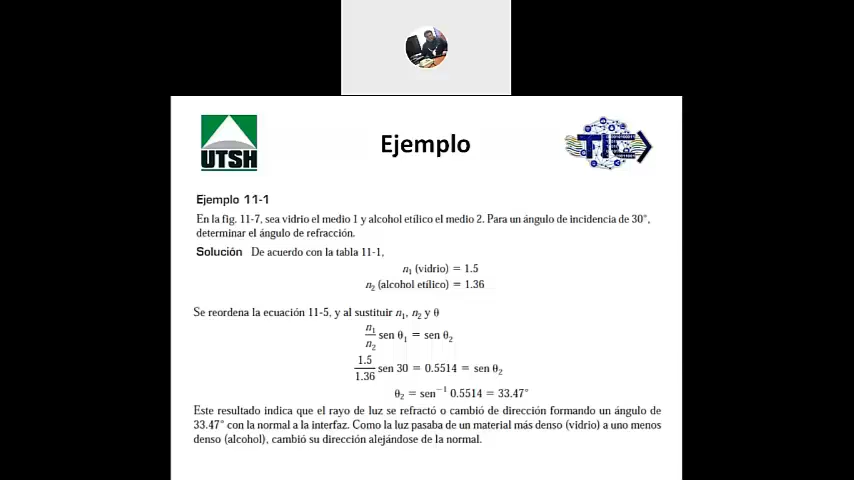 UTSH
Ejemplo
TIC
Ejemplo 11-1
En la fig. 11-7, sea vidrio el medio 1 y alcohol etílico el medio 2. Para un ángulo de incidencia de 30°,
determinar el ángulo de refracción.
Solución De acuerdo con la tabla 11-1,
n₁ (vidrio) = 1.5
n₂ (alcohol etílico) = 1.36
Se reordena la ecuación 11-5, y al sustituir n₁, n₂ y θ
n₁/n₂ sen θ₁ = sen θ₂
1.5/1.36 sen 30 = 0.5514 = sen θ₂
θ₂ = sen⁻¹ 0.5514 = 33.47°
Este resultado indica que el rayo de luz se refractó o cambió de dirección formando un ángulo de
33.47° con la normal a la interfaz. Como la luz pasaba de un material más denso (vidrio) a uno menos
denso (alcohol), cambió su dirección alejándose de la normal.